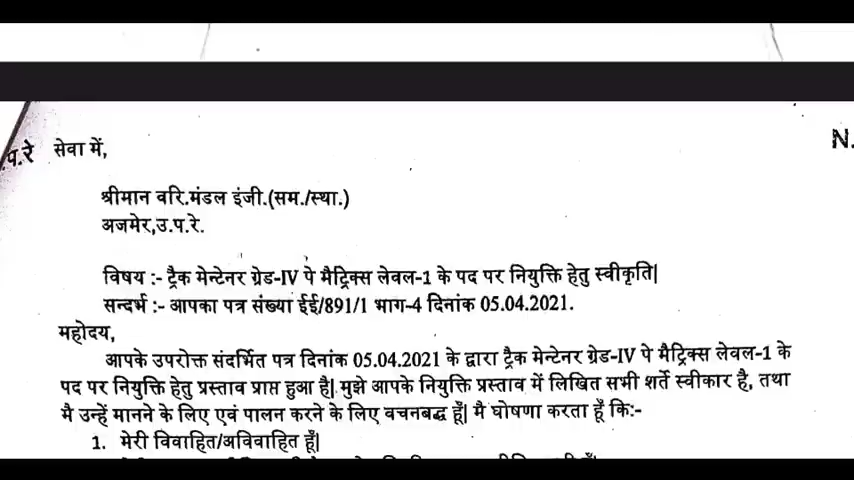 .प.रे सेवा में,
N.
श्रीमान वरि.मंडल इंजी.(सम./स्था.)
अजमेर,उ.प.रे.
विषय :- ट्रैक मेन्टेनर ग्रेड-IV पे मैट्रिक्स लेवल-1 के पद पर नियुक्ति हेतु स्वीकृति|
सन्दर्भ :- आपका पत्र संख्या ईई/891/1 भाग-4 दिनांक 05.04.2021.
महोदय,
आपके उपरोक्त संदर्भित पत्र दिनांक 05.04.2021 के द्वारा ट्रैक मेन्टेनर ग्रेड-IV पे मैट्रिक्स लेवल-1 के
पद पर नियुक्ति हेतु प्रस्ताव प्राप्त हुआ है| मुझे आपके नियुक्ति प्रस्ताव में लिखित सभी शर्ते स्वीकार है, तथा
मै उन्हें मानने के लिए एवं पालन करने के लिए वचनबद्ध हूँ| मै घोषणा करता हूँ कि:-
1. मेरी विवाहित/अविवाहित हूँ|